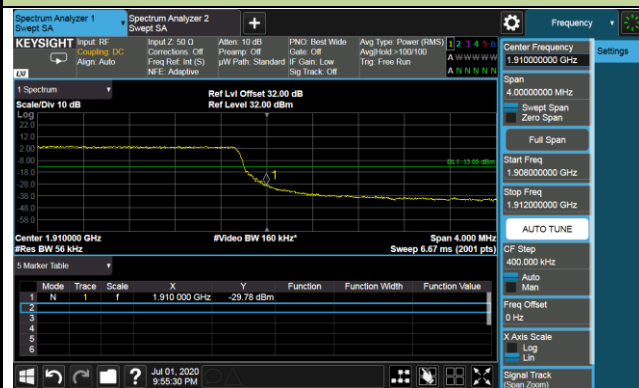 Spectrum Analyzer 1
Swept SA
Spectrum Analyzer 2
Swept SA
+
Frequency
KEYSIGHT
Input: RF
Coupling: DC
Align: Auto
Input Z: 50 Ω
Corrections: Off
Freq Ref: Int (S)
NFE: Adaptive
Atten: 10 dB
Preamp: Off
µW Path: Standard
PNO: Best Wide
Gate: Off
IF Gain: Low
Sig Track: Off
Avg Type: Power (RMS)
Avg|Hold:>100/100
Trig: Free Run
1 2 3 4 5 6
A W W W W W
A N N N N N
LXI
1 Spectrum
Scale/Div 10 dB
Ref Lvl Offset 32.00 dB
Ref Level 32.00 dBm
Log
22.0
12.0
2.00
-8.00
-18.0
-28.0
-38.0
-48.0
-58.0
DL1 -13.00 dBm
1
Center 1.910000 GHz
#Res BW 56 kHz
#Video BW 160 kHz*
Span 4.000 MHz
Sweep 6.67 ms (2001 pts)
5 Marker Table
Mode Trace Scale X Y Function Function Width Function Value
1 N 1 f 1.910 000 GHz -29.78 dBm
2
3
4
5
6
Jul 01, 2020
9:55:30 PM
?
Center Frequency
1.910000000 GHz
Settings
Span
4.00000000 MHz
Swept Span
Zero Span
Full Span
Start Freq
1.908000000 GHz
Stop Freq
1.912000000 GHz
AUTO TUNE
CF Step
400.000 kHz
Auto
Man
Freq Offset
0 Hz
X Axis Scale
Log
Lin
Signal Track
(Span Zoom)